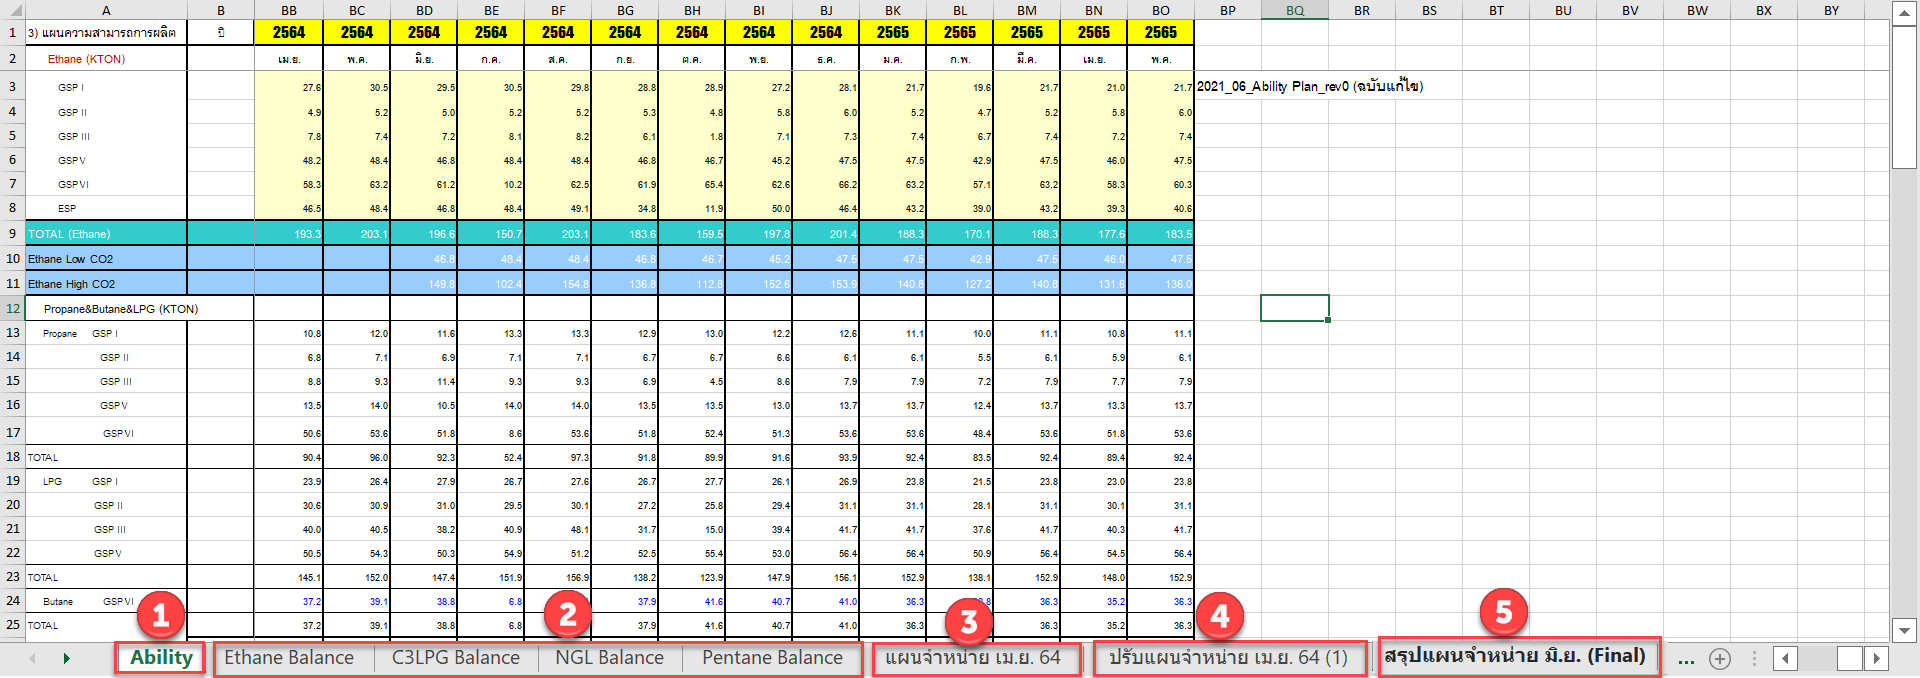 A B BB BC BD BE BF BG BH BI BJ BK BL BM BN BO BP BQ BR BS BT BU BV BW BX BY
1 3) แผนความสามารถการผลิต ปี 2564 2564 2564 2564 2564 2564 2564 2564 2564 2565 2565 2565 2565 2565
2 Ethane (KTON) เม.ย. พ.ค. มิ.ย. ก.ค. ส.ค. ก.ย. ต.ค. พ.ย. ธ.ค. ม.ค. ก.พ. มี.ค. เม.ย. พ.ค.
3 GSP I 27.6 30.5 29.5 30.5 29.8 28.8 28.9 27.2 28.1 21.7 19.6 21.7 21.0 21.7 2021_06_Ability Plan_rev0 (ฉบับแก้ไข)
4 GSP II 4.9 5.2 5.0 5.2 5.2 5.3 4.8 5.8 6.0 5.2 4.7 5.2 5.8 6.0
5 GSP III 7.8 7.4 7.2 8.1 8.2 6.1 1.8 7.1 7.3 7.4 6.7 7.4 7.2 7.4
6 GSPV 48.2 48.4 46.8 48.4 48.4 46.8 46.7 45.2 47.5 47.5 42.9 47.5 46.0 47.5
7 GSPVI 58.3 63.2 61.2 10.2 62.5 61.9 65.4 62.6 66.2 63.2 57.1 63.2 58.3 60.3
8 ESP 46.5 48.4 46.8 48.4 49.1 34.8 11.9 50.0 46.4 43.2 39.0 43.2 39.3 40.6
9 TOTAL (Ethane) 193.3 203.1 196.6 150.7 203.1 183.6 159.5 197.8 201.4 188.3 170.1 188.3 177.6 183.5
10 Ethane Low CO2 46.8 48.4 48.4 46.8 46.7 45.2 47.5 47.5 42.9 47.5 46.0 47.5
11 Ethane High CO2 149.8 102.4 154.8 136.8 112.8 152.6 153.9 140.8 127.2 140.8 131.6 136.0
12 Propane&Butane&LPG (KTON)
13 Propane GSP I 10.8 12.0 11.6 13.3 13.3 12.9 13.0 12.2 12.6 11.1 10.0 11.1 10.8 11.1
14 GSP II 6.8 7.1 6.9 7.1 7.1 6.7 6.7 6.6 6.1 6.1 5.5 6.1 5.9 6.1
15 GSP III 8.8 9.3 11.4 9.3 9.3 6.9 4.5 8.6 7.9 7.9 7.2 7.9 7.7 7.9
16 GSPV 13.5 14.0 10.5 14.0 14.0 13.5 13.5 13.0 13.7 13.7 12.4 13.7 13.3 13.7
17 GSPVI 50.6 53.6 51.8 8.6 53.6 51.8 52.4 51.3 53.6 53.6 48.4 53.6 51.8 53.6
18 TOTAL 90.4 96.0 92.3 52.4 97.3 91.8 89.9 91.6 93.9 92.4 83.5 92.4 89.4 92.4
19 LPG GSP I 23.9 26.4 27.9 26.7 27.6 26.7 27.7 26.1 26.9 23.8 21.5 23.8 23.0 23.8
20 GSP II 30.6 30.9 31.0 29.5 30.1 27.2 25.8 29.4 31.1 31.1 28.1 31.1 30.1 31.1
21 GSP III 40.0 40.5 38.2 40.9 48.1 31.7 15.0 39.4 41.7 41.7 37.6 41.7 40.3 41.7
22 GSPV 50.5 54.3 50.3 54.9 51.2 52.5 55.4 53.0 56.4 56.4 50.9 56.4 54.5 56.4
23 TOTAL 145.1 152.0 147.4 151.9 156.9 138.2 123.9 147.9 156.1 152.9 138.1 152.9 148.0 152.9
24 Butane GSPVI 37.2 39.1 38.8 6.8 37.9 41.6 40.7 41.0 36.3 36.3 35.2 36.3
25 TOTAL 37.2 39.1 38.8 6.8 37.9 41.6 40.7 41.0 36.3 36.3 35.2 36.3
1 2 3 4 5
Ability Ethane Balance C3LPG Balance NGL Balance Pentane Balance แผนจำหน่าย เม.ย. 64 ปรับแผนจำหน่าย เม.ย. 64 (1) สรุปแผนจำหน่าย มิ.ย. (Final) ...